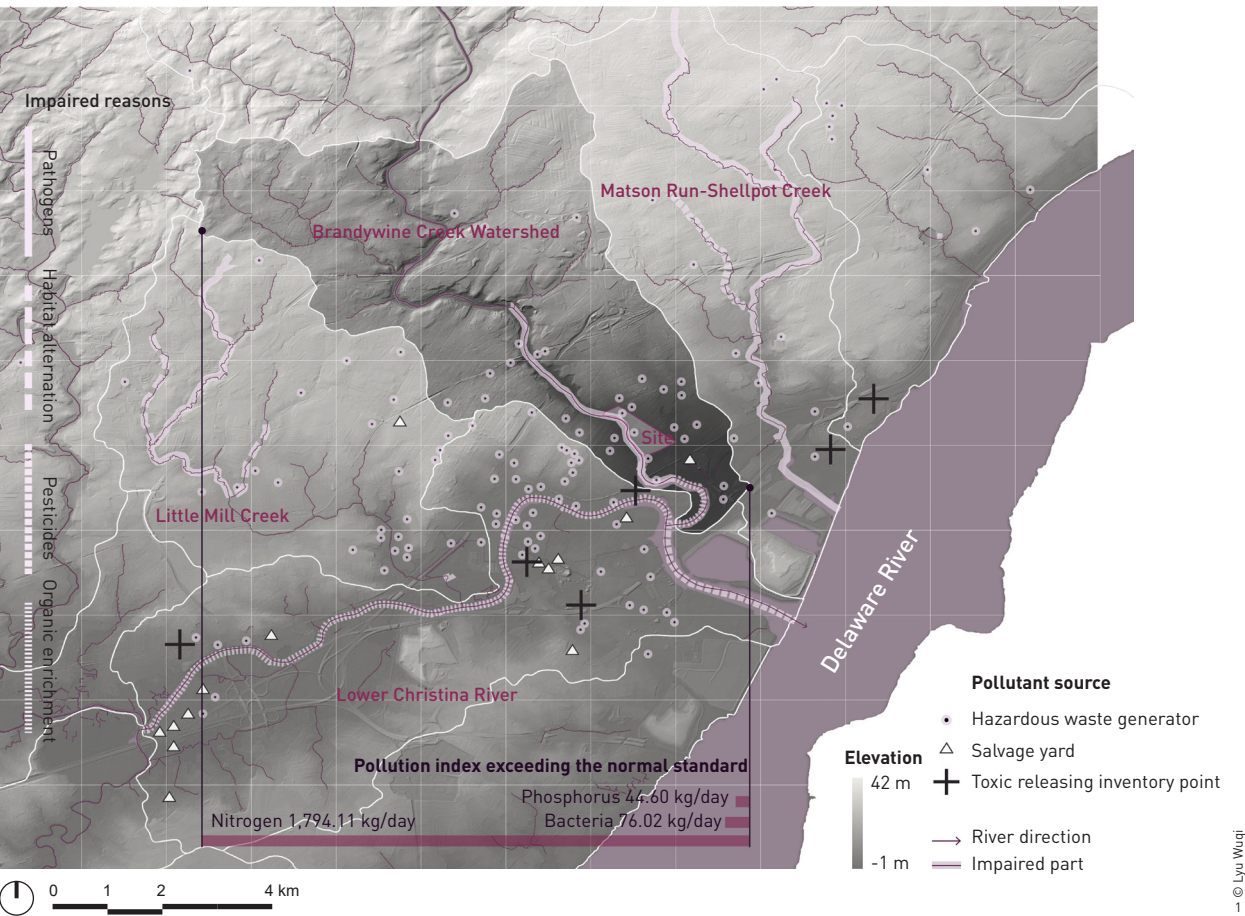 Impaired reasons
Pathogens
Habital alternation
Pesticides
Organic enrichment
Matson Run-Shellpot Creek
Brandywine Creek Watershed
Site
Little Mill Creek
Lower Christina River
Delaware River
Pollution index exceeding the normal standard
Phosphorus 44.60 kg/day
Nitrogen 1,794.11 kg/day
Bacteria 76.02 kg/day
Elevation
42 m
-1 m
Pollutant source
Hazardous waste generator
Salvage yard
Toxic releasing inventory point
River direction
Impaired part
0 1 2 4 km
1 © Lyu Wuqi